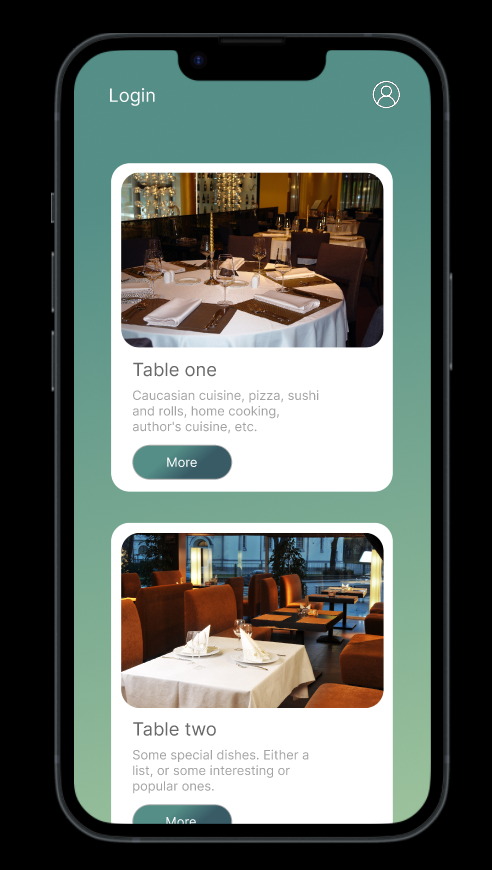 Login
Table one
Caucasian cuisine, pizza, sushi
and rolls, home cooking,
author's cuisine, etc.
More
Table two
Some special dishes. Either a
list, or some interesting or
popular ones.
More